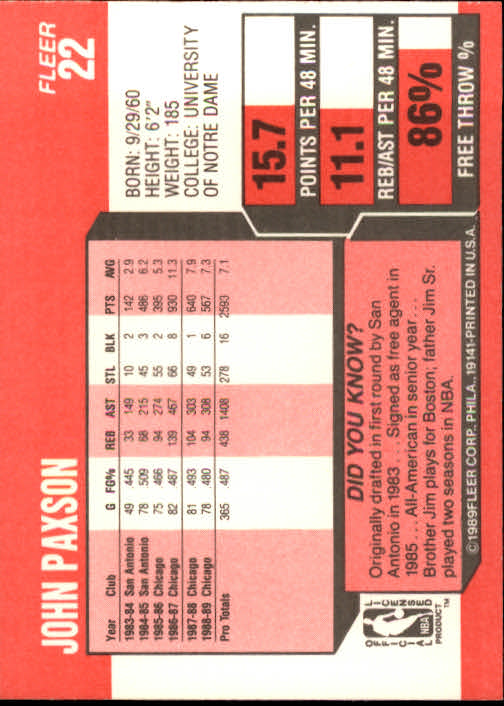 FLEER
22
JOHN PAXSON
BORN: 9/29/60
HEIGHT: 6'2"
WEIGHT: 185
COLLEGE: UNIVERSITY
OF NOTRE DAME
Year Club G FG% REB AST STL BLK PTS AVG
1983-84 San Antonio 49 .445 33 149 10 2 142 2.9
1984-85 San Antonio 78 .509 68 215 45 3 486 6.2
1985-86 Chicago 75 .466 94 274 55 2 395 5.3
1986-87 Chicago 82 .487 139 467 66 8 930 11.3
1987-88 Chicago 81 .493 104 303 49 1 640 7.9
1988-89 Chicago 78 .480 94 308 53 6 567 7.3
Pro Totals 365 .487 438 1408 278 16 2593 7.1
15.7
POINTS PER 48 MIN.
11.1
REB/AST PER 48 MIN.
86%
FREE THROW %
DID YOU KNOW?
Originally drafted in first round by San
Antonio in 1983 . . . Signed as free agent in
1985 . . . All-American in senior year . . .
Brother Jim plays for Boston; father Jim Sr.
played two seasons in NBA.
OFFICIAL LICENSED
NBA
PRODUCT™
©1989 FLEER CORP., PHILA., 19141-PRINTED IN U.S.A.